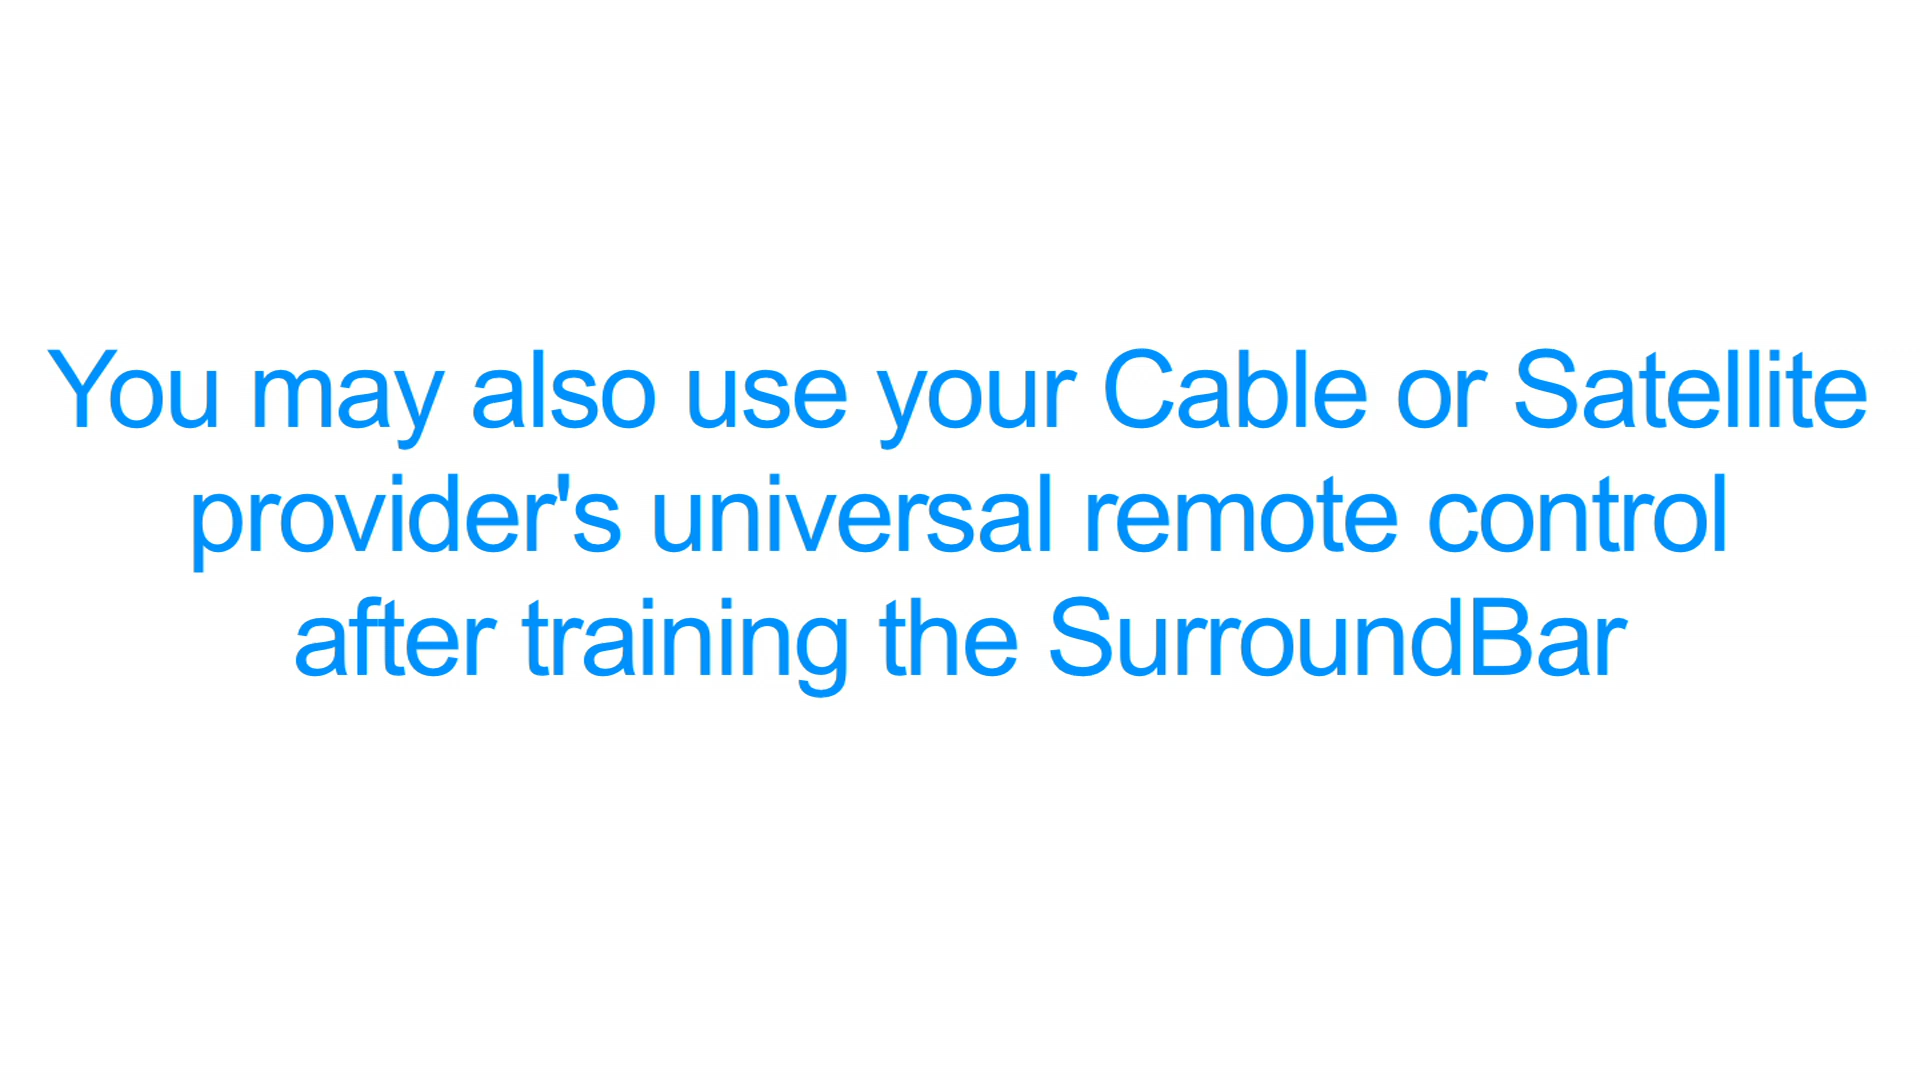 You may also use your Cable or Satellite
provider's universal remote control
after training the SurroundBar